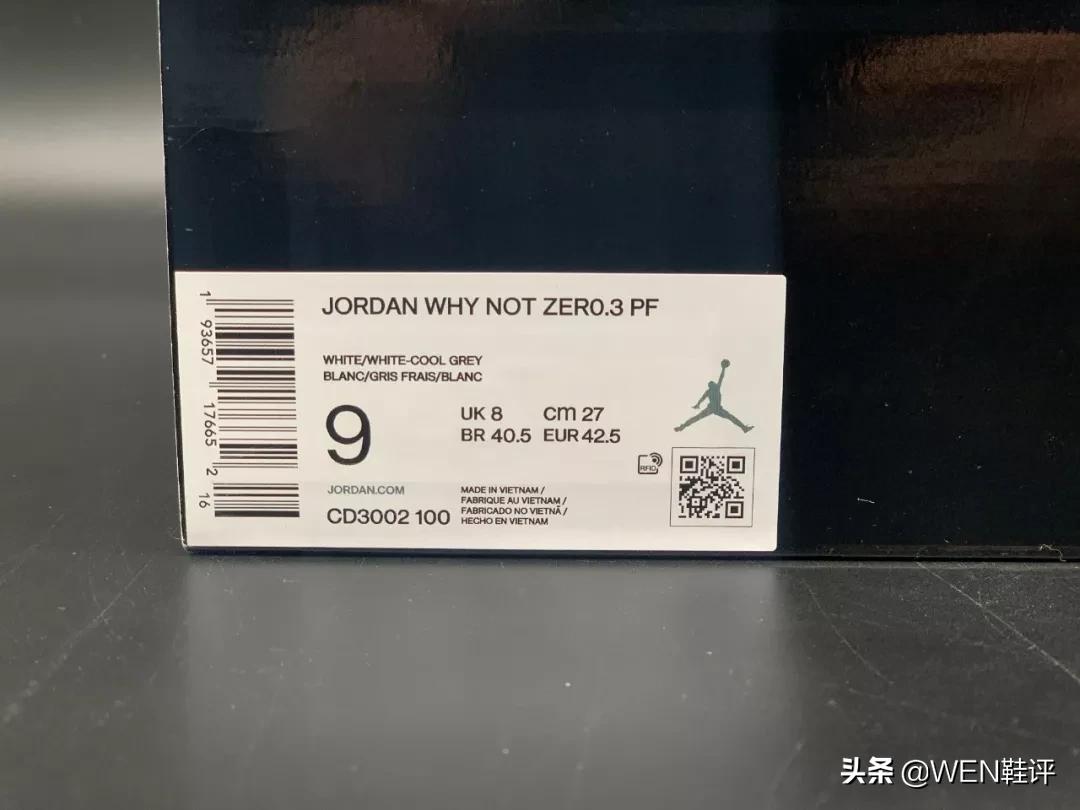 JORDAN WHY NOT ZER0.3 PF
WHITE/WHITE-COOL GREY
BLANC/GRIS FRAIS/BLANC
9
UK 8 cm 27
BR 40.5 EUR 42.5
RFID
JORDAN.COM
CD3002 100
MADE IN VIETNAM /
FABRIQUE AU VIETNAM /
FABRICADO NO VIETNÃ /
HECHO EN VIETNAM
1 93657 17665 2 16
头条 @WEN鞋评